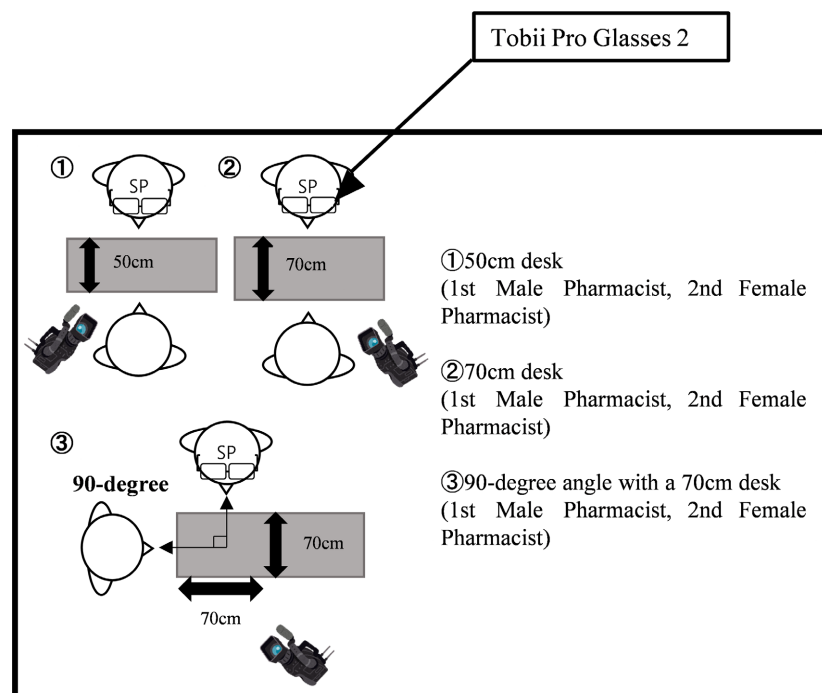 Tobii Pro Glasses 2
①
②
SP
SP
50cm
70cm
①50cm desk
(1st Male Pharmacist, 2nd Female
Pharmacist)
②70cm desk
(1st Male Pharmacist, 2nd Female
Pharmacist)
③
SP
90-degree
70cm
70cm
③90-degree angle with a 70cm desk
(1st Male Pharmacist, 2nd Female
Pharmacist)